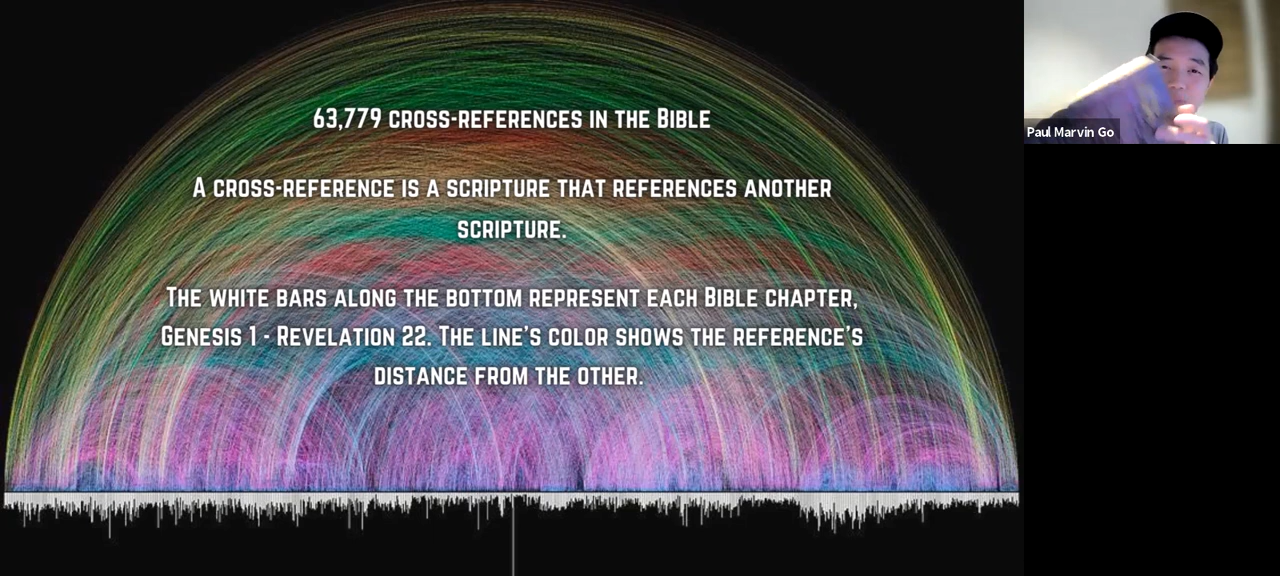 63,779 cross-references in the Bible
A cross-reference is a scripture that references another
scripture.
The white bars along the bottom represent each Bible chapter,
Genesis 1 - Revelation 22. The line's color shows the reference's
distance from the other.
Paul Marvin Go